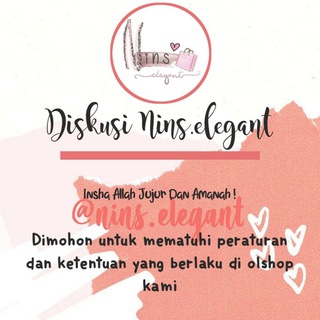 Nins
elegant
Diskusi Nins.elegant
Insha Allah Jujur Dan Amanah !
@nins.elegant
Dimohon untuk mematuhi peraturan
dan ketentuan yang berlaku di olshop
kami